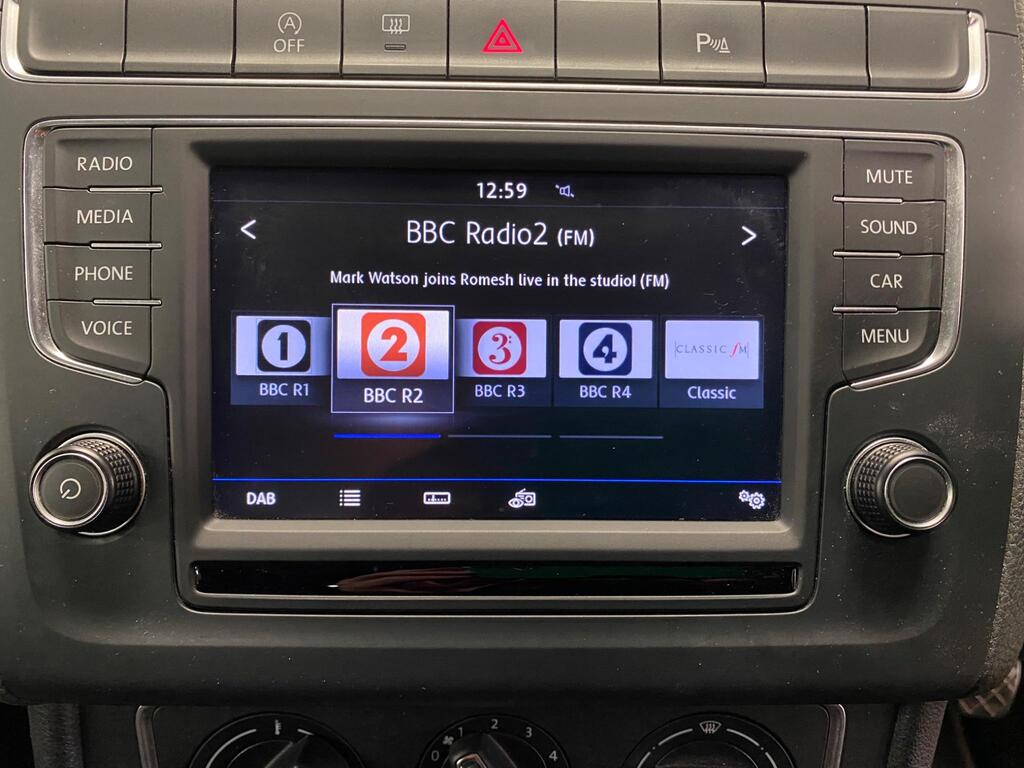 A
OFF
P
RADIO
MEDIA
PHONE
VOICE
MUTE
SOUND
CAR
MENU
12:59
< BBC Radio2 (FM) >
Mark Watson joins Romesh live in the studio! (FM)
1 2 3 4 CLASSIC fM
BBC R1 BBC R2 BBC R3 BBC R4 Classic
DAB
0 1 2 3 4